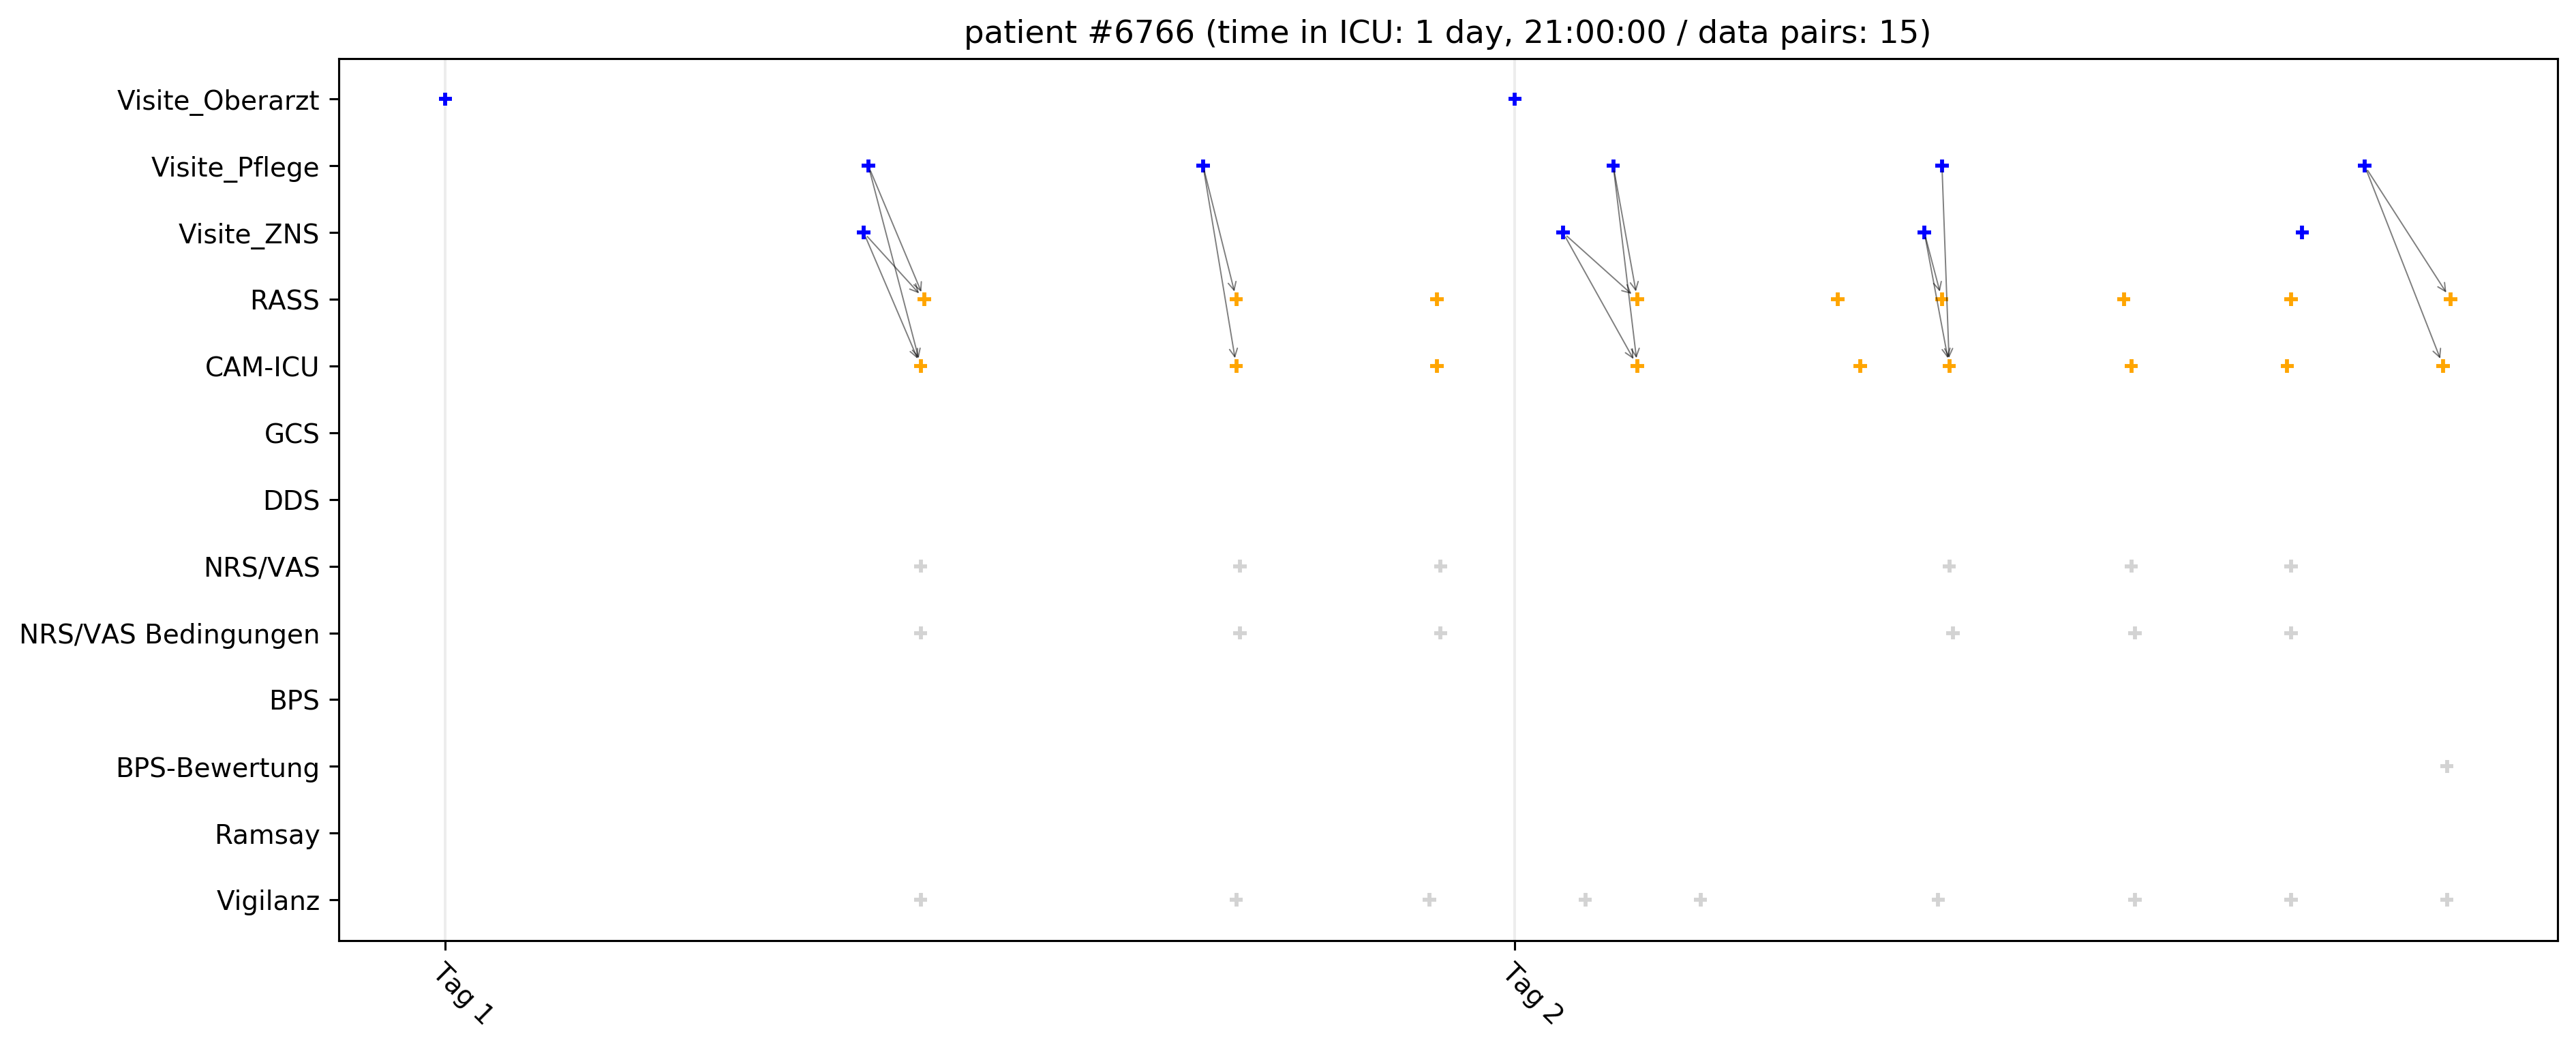 patient #6766 (time in ICU: 1 day, 21:00:00 / data pairs: 15)
Visite_Oberarzt
Visite_Pflege
Visite_ZNS
RASS
CAM-ICU
GCS
DDS
NRS/VAS
NRS/VAS Bedingungen
BPS
BPS-Bewertung
Ramsay
Vigilanz
Tag 1
Tag 2